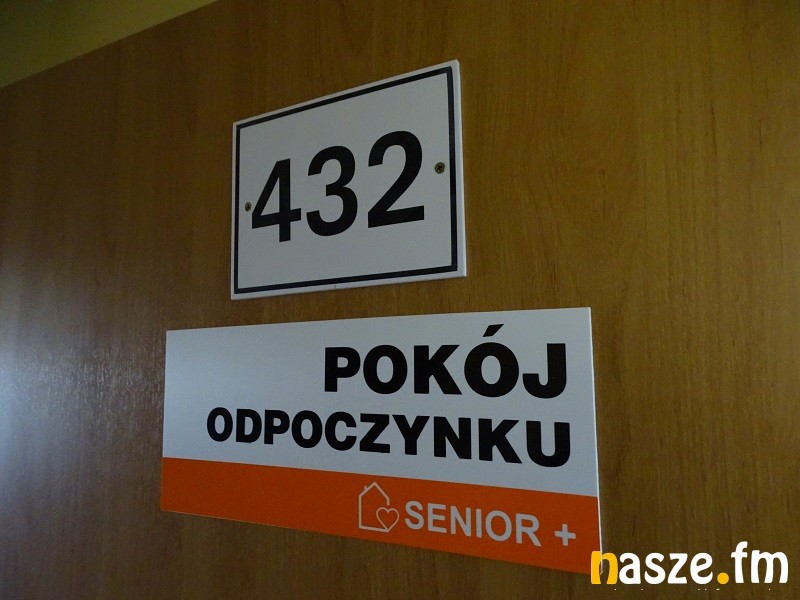 432
POKÓJ
ODPOCZYNKU
SENIOR +
nasze.fm